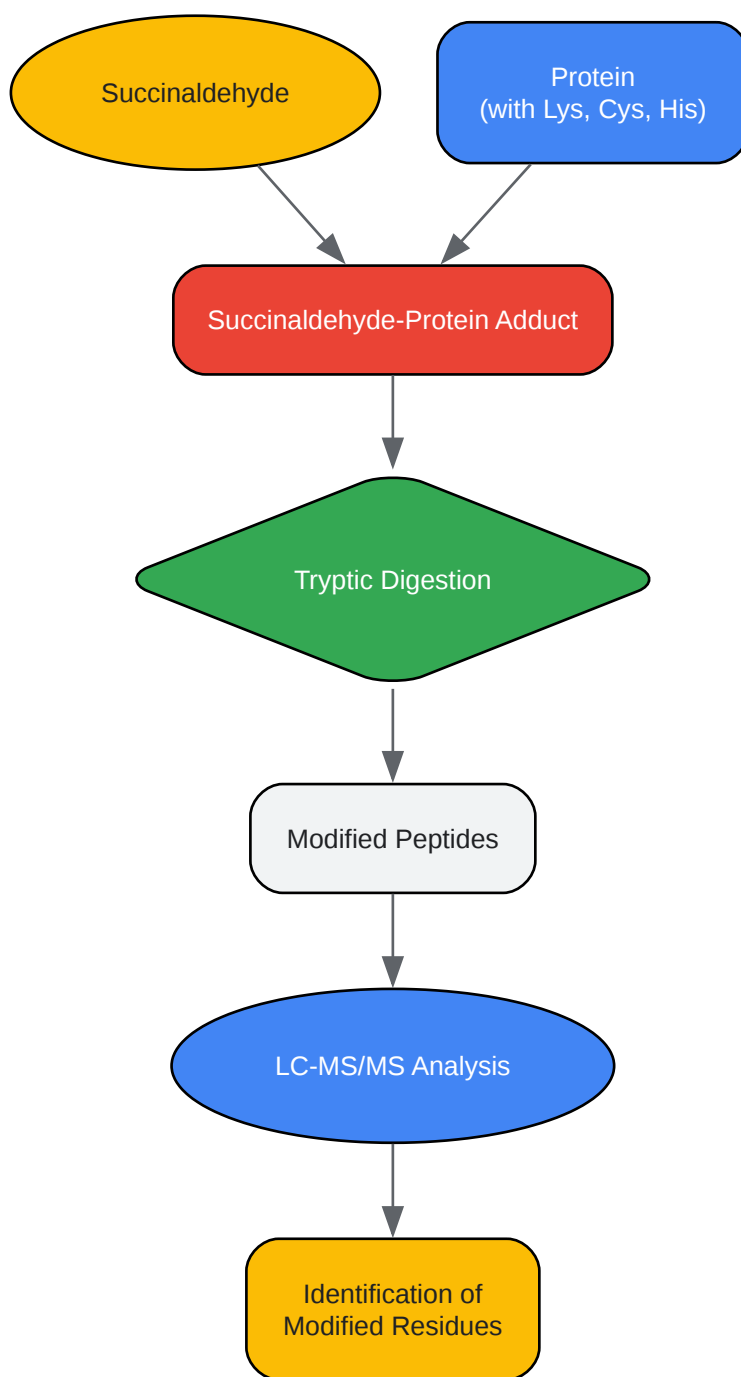 Succinaldehyde
Protein
(with Lys, Cys, His)
Succinaldehyde-Protein Adduct
Tryptic Digestion
Modified Peptides
LC-MS/MS Analysis
Identification of
Modified Residues